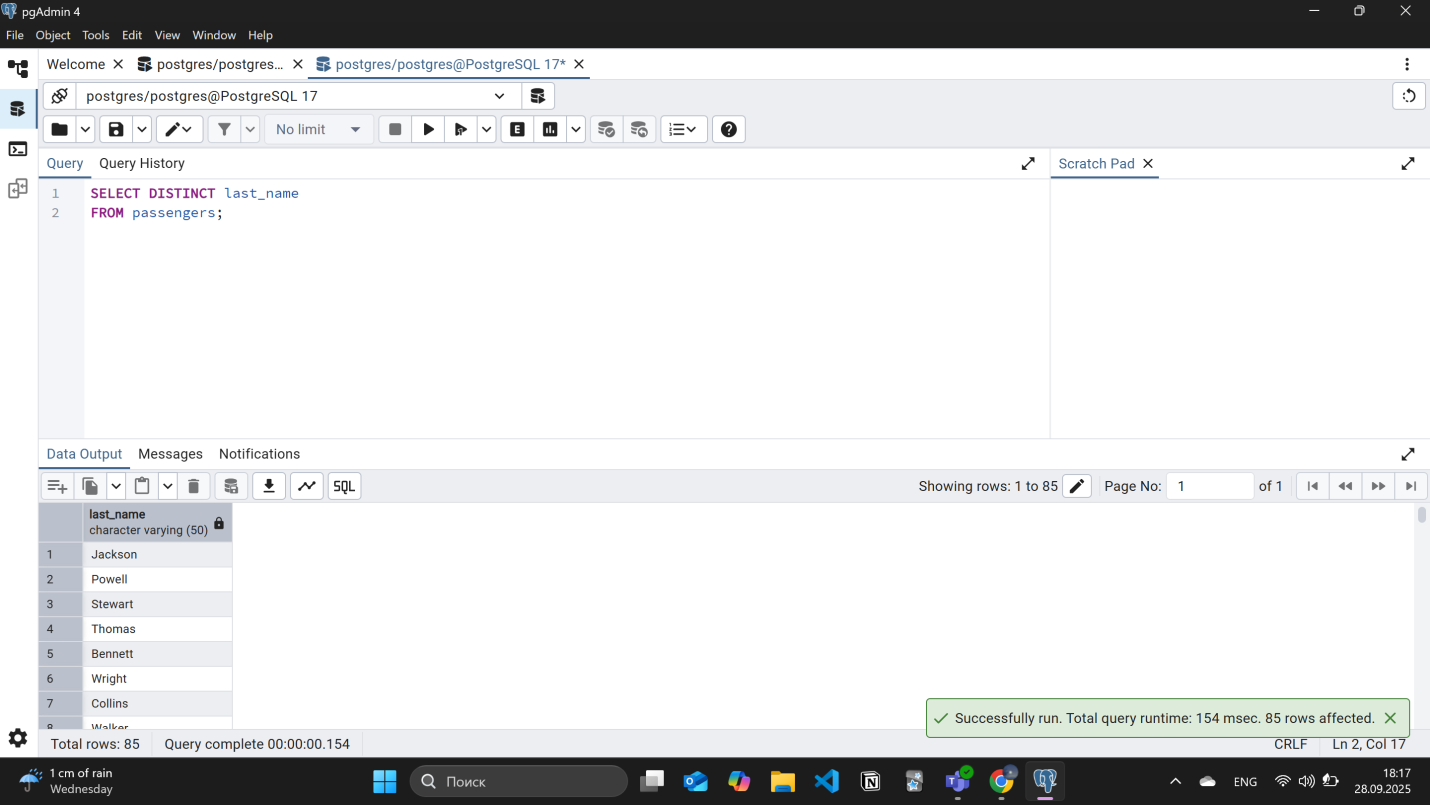 pgAdmin 4
File Object Tools Edit View Window Help
Welcome postgres/postgres... postgres/postgres@PostgreSQL 17*
postgres/postgres@PostgreSQL 17
No limit E
Query Query History Scratch Pad
1 SELECT DISTINCT last_name
2 FROM passengers;
Data Output Messages Notifications
SQL Showing rows: 1 to 85 Page No: 1 of 1
last_name
character varying (50)
1 Jackson
2 Powell
3 Stewart
4 Thomas
5 Bennett
6 Wright
7 Collins
8 Walker
Successfully run. Total query runtime: 154 msec. 85 rows affected.
Total rows: 85 Query complete 00:00:00.154 CRLF Ln 2, Col 17
1 cm of rain
Wednesday
Поиск
ENG
18:17
28.09.2025